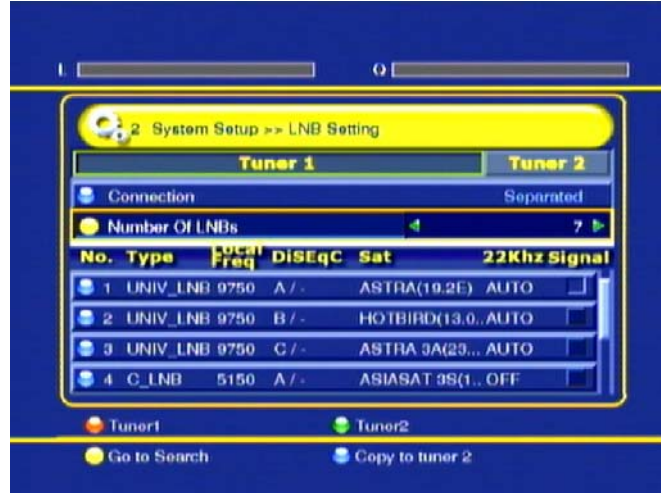 L Q
2 System Setup >> LNB Setting
Tuner 1 Tuner 2
Connection Separated
Number Of LNBs 7
No. Type Local Freq DiSEqC Sat 22Khz Signal
1 UNIV_LNB 9750 A / - ASTRA(19.2E) AUTO
2 UNIV_LNB 9750 B / - HOTBIRD(13.0.. AUTO
3 UNIV_LNB 9750 C / - ASTRA 3A(23... AUTO
4 C_LNB 5150 A / - ASIASAT 3S(1.. OFF
Tuner1 Tuner2
Go to Search Copy to tuner 2